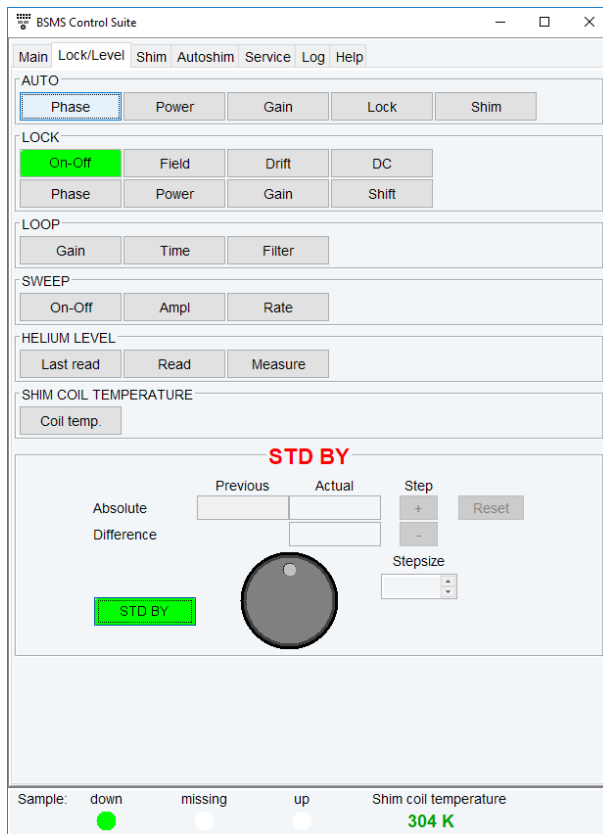 BSMS Control Suite
Main Lock/Level Shim Autoshim Service Log Help
AUTO
Phase Power Gain Lock Shim
LOCK
On-Off Field Drift DC
Phase Power Gain Shift
LOOP
Gain Time Filter
SWEEP
On-Off Ampl Rate
HELIUM LEVEL
Last read Read Measure
SHIM COIL TEMPERATURE
Coil temp.
STD BY
Previous Actual Step
Absolute + Reset
Difference -
Stepsize
STD BY
Sample: down missing up Shim coil temperature
304 K